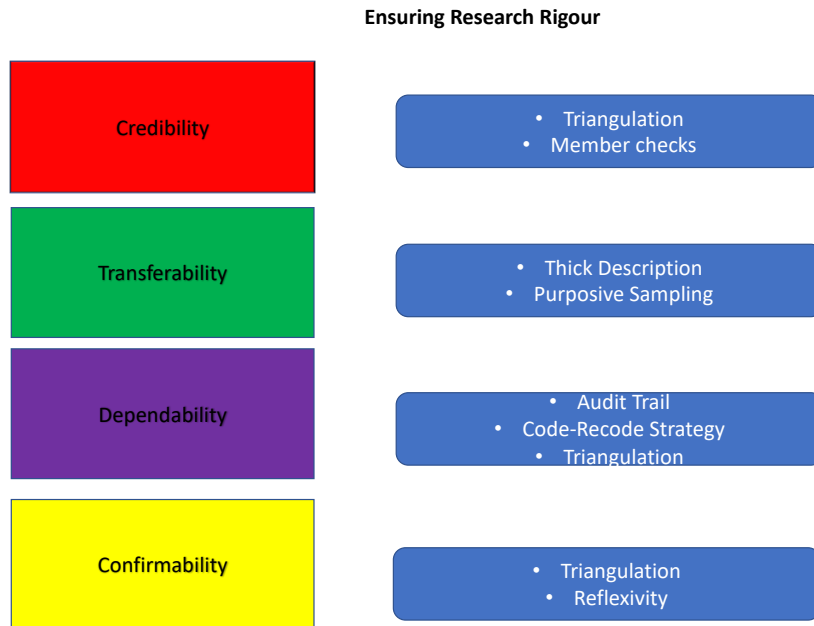 Ensuring Research Rigour
Credibility
• Triangulation
• Member checks
Transferability
• Thick Description
• Purposive Sampling
Dependability
• Audit Trail
• Code-Recode Strategy
• Triangulation
Confirmability
• Triangulation
• Reflexivity